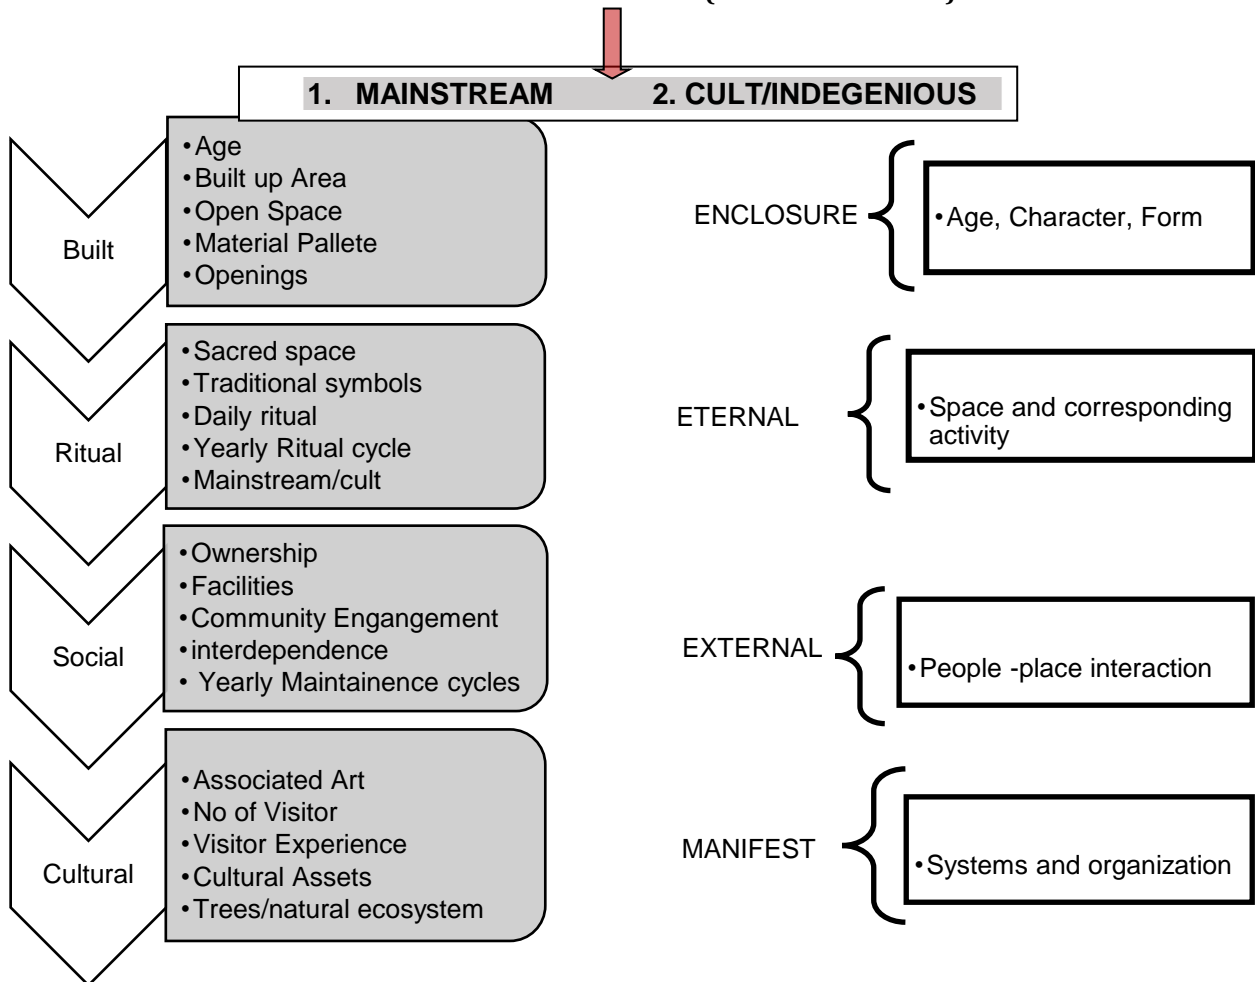 1. MAINSTREAM 2. CULT/INDEGENIOUS
Built
•Age
•Built up Area
•Open Space
•Material Pallete
•Openings
ENCLOSURE
•Age, Character, Form
Ritual
•Sacred space
•Traditional symbols
•Daily ritual
•Yearly Ritual cycle
•Mainstream/cult
ETERNAL
•Space and corresponding
activity
Social
•Ownership
•Facilities
•Community Engangement
•interdependence
• Yearly Maintainence cycles
EXTERNAL
•People -place interaction
Cultural
•Associated Art
•No of Visitor
•Visitor Experience
•Cultural Assets
•Trees/natural ecosystem
MANIFEST
•Systems and organization